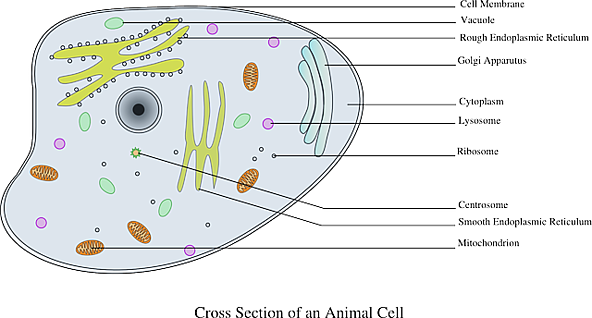 Cell Membrane
Vacuole
Rough Endoplasmic Reticulum
Golgi Apparutus
Cytoplasm
Lysosome
Ribosome
Centrosome
Smooth Endoplasmic Reticulum
Mitochondrion
Cross Section of an Animal Cell